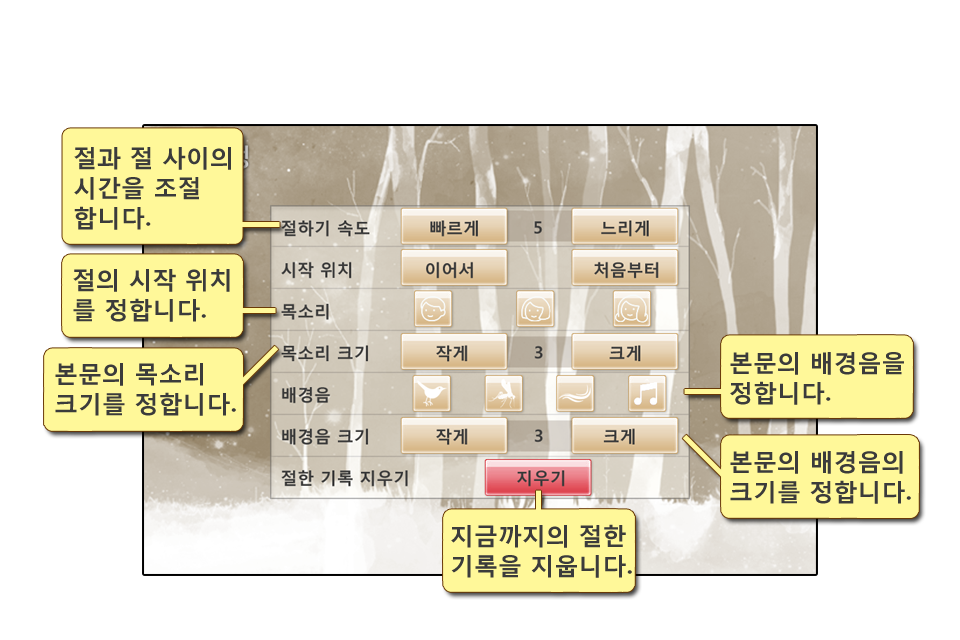 절과 절 사이의
시간을 조절
합니다.
절하기 속도 빠르게 5 느리게
절의 시작 위치
를 정합니다.
시작 위치 이어서 처음부터
목소리
본문의 목소리
크기를 정합니다.
목소리 크기 작게 3 크게
본문의 배경음을
정합니다.
배경음
배경음 크기 작게 3 크게
본문의 배경음의
크기를 정합니다.
절한 기록 지우기 지우기
지금까지의 절한
기록을 지웁니다.